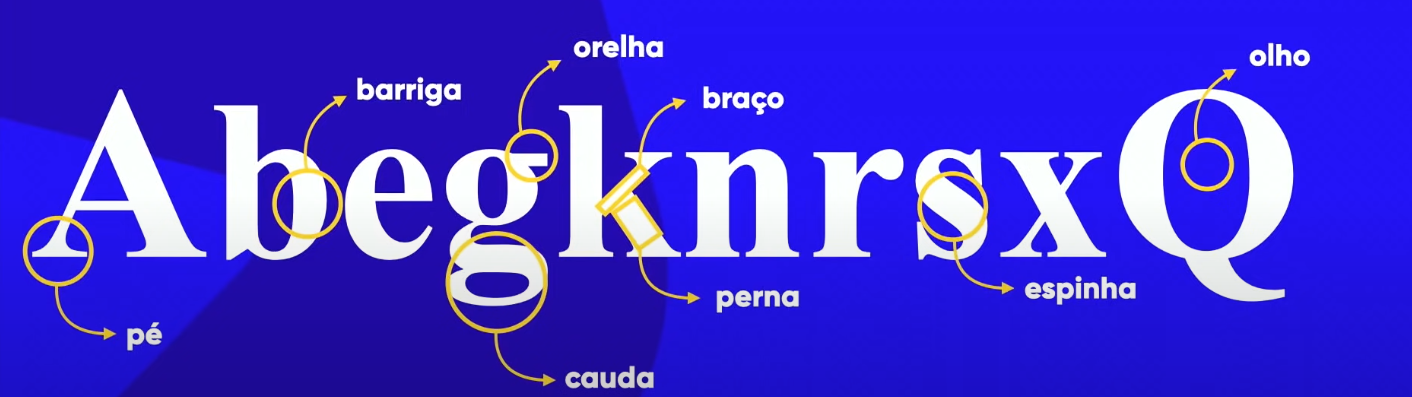 orelha
olho
barriga
braço
AbegknrsxQ
espinha
perna
pé
cauda